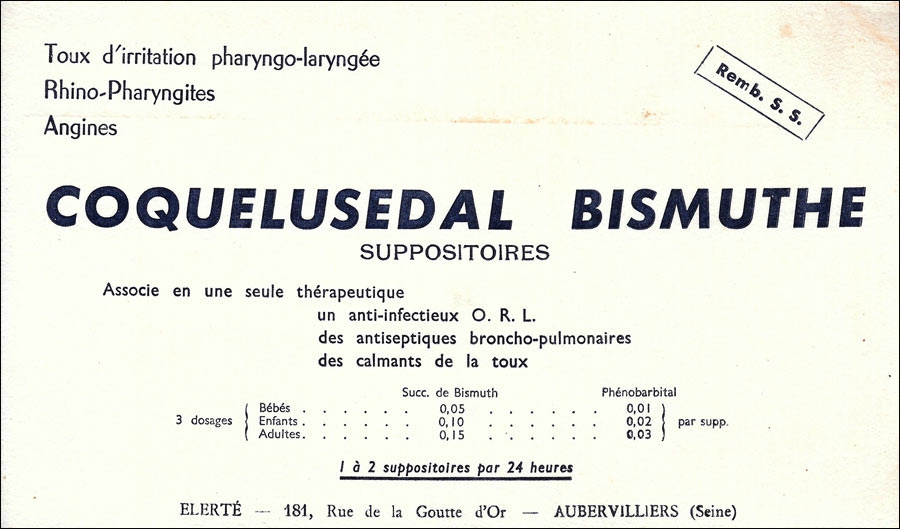 Toux d'irritation pharyngo-laryngée
Rhino-Pharyngites
Angines
Remb. S. S.
COQUELUSEDAL BISMUTHE
SUPPOSITOIRES
Associe en une seule thérapeutique
un anti-infectieux O. R. L.
des antiseptiques broncho-pulmonaires
des calmants de la toux
Succ. de Bismuth Phénobarbital
Bébés . . . . . . 0,05 . . . . . . 0,01
3 dosages { Enfants . . . . . . 0,10 . . . . . . 0,02 } par supp.
Adultes . . . . . . 0,15 . . . . . . 0,03
1 à 2 suppositoires par 24 heures
ELERTÉ — 181, Rue de la Goutte d'Or — AUBERVILLIERS (Seine)